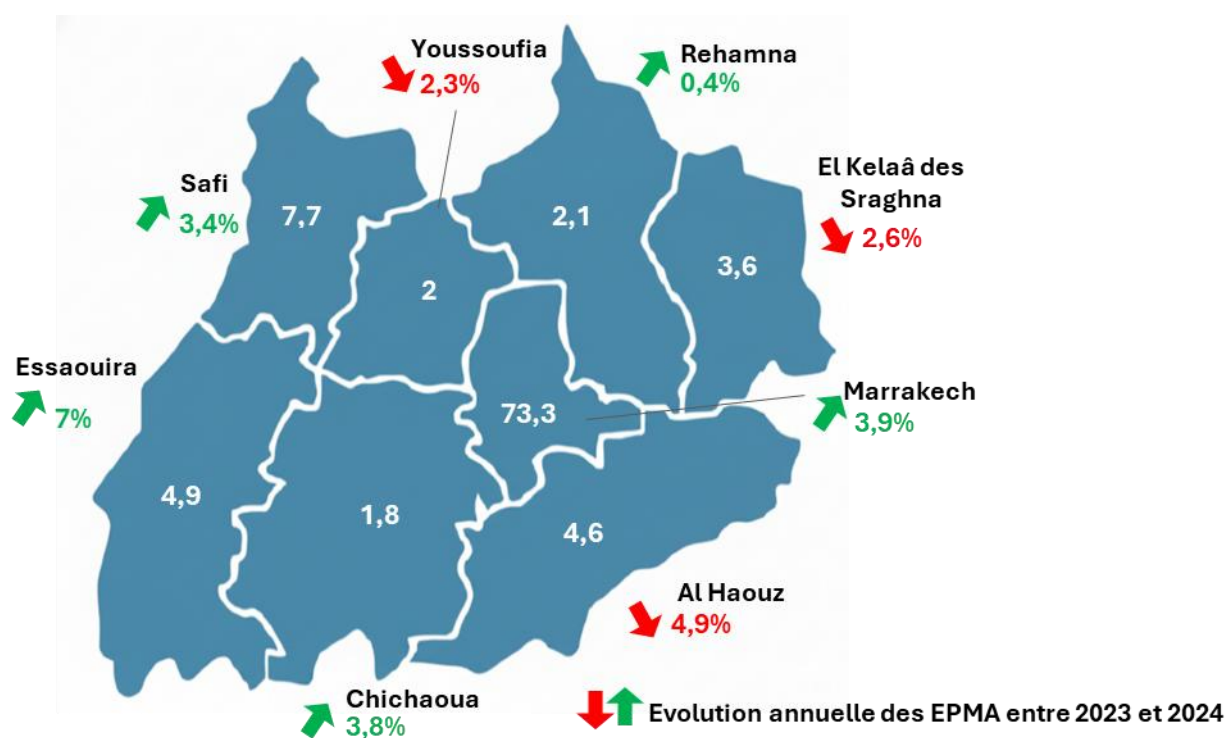 Youssoufia
2,3%
Rehamna
0,4%
El Kelaâ des
Sraghna
2,6%
Safi
3,4%
7,7
2,1
3,6
2
Essaouira
7%
Marrakech
3,9%
73,3
4,9
1,8
4,6
Al Haouz
4,9%
Chichaoua
3,8%
Evolution annuelle des EPMA entre 2023 et 2024